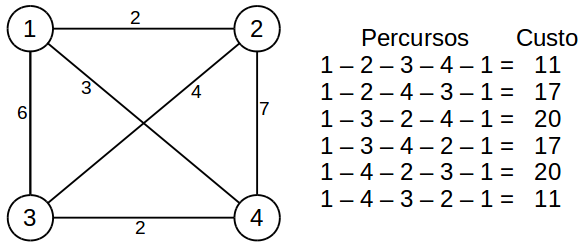 1 2 2
6 3 4 7
3 2 4
Percursos Custo
1 – 2 – 3 – 4 – 1 = 11
1 – 2 – 4 – 3 – 1 = 17
1 – 3 – 2 – 4 – 1 = 20
1 – 3 – 4 – 2 – 1 = 17
1 – 4 – 2 – 3 – 1 = 20
1 – 4 – 3 – 2 – 1 = 11